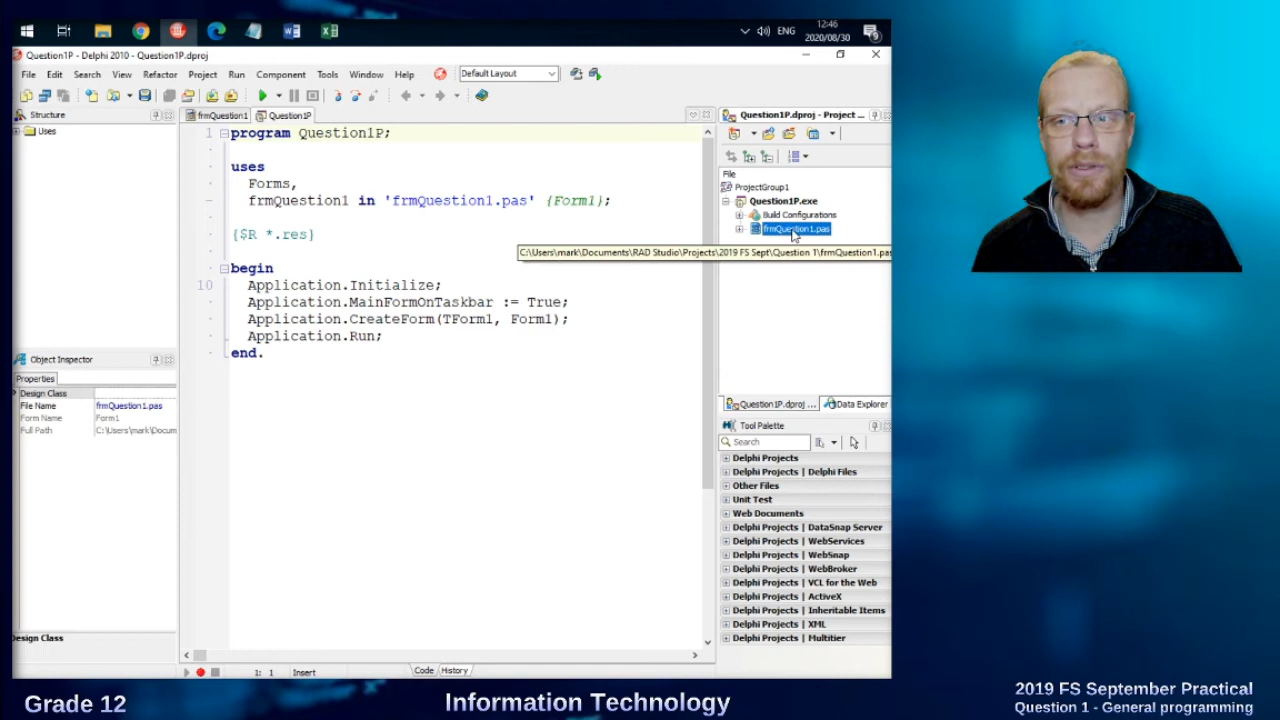 12:46
ENG
2020/08/30
9
Question1P - Delphi 2010 - Question1P.dproj
File Edit Search View Refactor Project Run Component Tools Window Help
Default Layout
Structure
frmQuestion1 Question1P
Question1P.dproj - Project ...
Uses
1 program Question1P;
uses
Forms,
frmQuestion1 in 'frmQuestion1.pas' {Form1};
{$R *.res}
begin
10 Application.Initialize;
Application.MainFormOnTaskbar := True;
Application.CreateForm(TForm1, Form1);
Application.Run;
end.
File
ProjectGroup1
Question1P.exe
Build Configurations
frmQuestion1.pas
C:\Users\mark\Documents\RAD Studio\Projects\2019 FS Sept\Question 1\frmQuestion1.pas
Object Inspector
Properties
Design Class
File Name frmQuestion1.pas
Form Name Form1
Full Path C:\Users\mark\Docum
Design Class
Question1P.dproj ... Data Explorer
Tool Palette
Search
Delphi Projects
Delphi Projects | Delphi Files
Other Files
Unit Test
Web Documents
Delphi Projects | DataSnap Server
Delphi Projects | WebServices
Delphi Projects | WebSnap
Delphi Projects | WebBroker
Delphi Projects | VCL for the Web
Delphi Projects | ActiveX
Delphi Projects | Inheritable Items
Delphi Projects | XML
Delphi Projects | Multitier
1: 1 Insert Code History
Grade 12
Information Technology
2019 FS September Practical
Question 1 - General programming